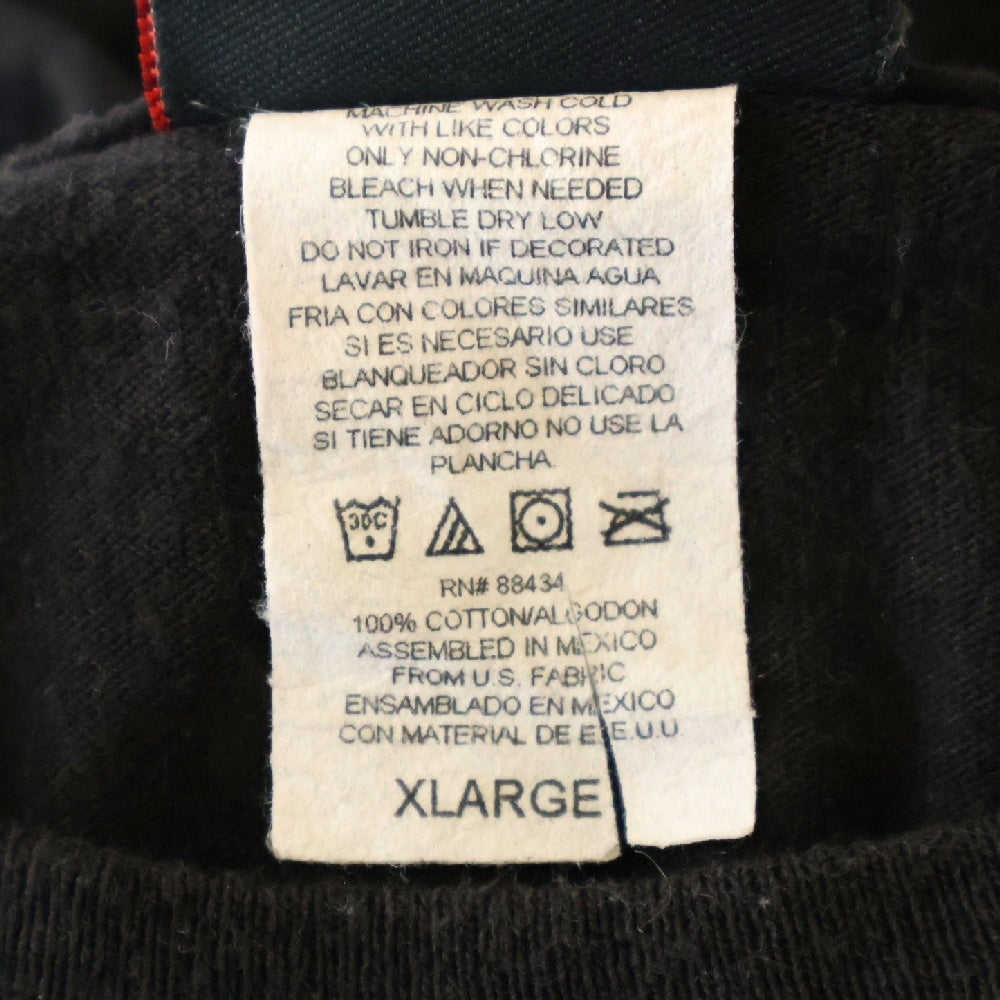 MACHINE WASH COLD
WITH LIKE COLORS
ONLY NON-CHLORINE
BLEACH WHEN NEEDED
TUMBLE DRY LOW
DO NOT IRON IF DECORATED
LAVAR EN MAQUINA AGUA
FRIA CON COLORES SIMILARES
SI ES NECESARIO USE
BLANQUEADOR SIN CLORO
SECAR EN CICLO DELICADO
SI TIENE ADORNO NO USE LA
PLANCHA
30C
RN# 88434
100% COTTON/ALGODON
ASSEMBLED IN MEXICO
FROM U.S. FABRIC
ENSAMBLADO EN MEXICO
CON MATERIAL DE E.E.U.U.
XLARGE